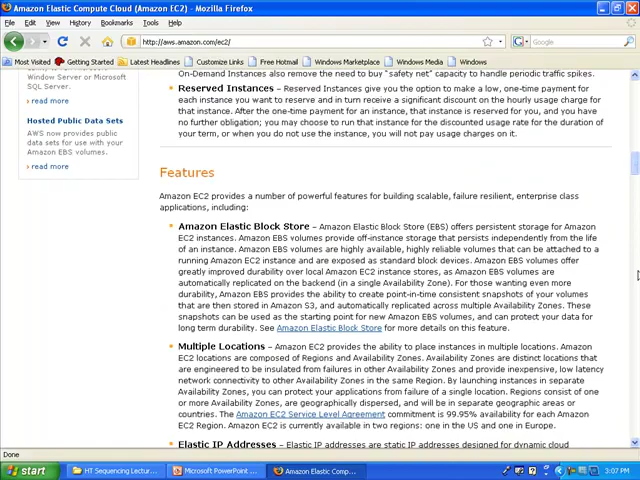 Amazon Elastic Compute Cloud (Amazon EC2) - Mozilla Firefox
File Edit View History Bookmarks Tools Help
http://aws.amazon.com/ec2/
Google
Most Visited Getting Started Latest Headlines Customize Links Free Hotmail Windows Marketplace Windows Media Windows
Window Server or Microsoft
SQL Server.
read more
Hosted Public Data Sets
AWS now provides public
data sets for use with your
Amazon EBS volumes.
read more
On-Demand Instances also remove the need to buy "safety net" capacity to handle periodic traffic spikes.
Reserved Instances – Reserved Instances give you the option to make a low, one-time payment for
each instance you want to reserve and in turn receive a significant discount on the hourly usage charge for
that instance. After the one-time payment for an instance, that instance is reserved for you, and you have
no further obligation; you may choose to run that instance for the discounted usage rate for the duration of
your term, or when you do not use the instance, you will not pay usage charges on it.
Features
Amazon EC2 provides a number of powerful features for building scalable, failure resilient, enterprise class
applications, including:
Amazon Elastic Block Store – Amazon Elastic Block Store (EBS) offers persistent storage for Amazon
EC2 instances. Amazon EBS volumes provide off-instance storage that persists independently from the life
of an instance. Amazon EBS volumes are highly available, highly reliable volumes that can be attached to a
running Amazon EC2 instance and are exposed as standard block devices. Amazon EBS volumes offer
greatly improved durability over local Amazon EC2 instance stores, as Amazon EBS volumes are
automatically replicated on the backend (in a single Availability Zone). For those wanting even more
durability, Amazon EBS provides the ability to create point-in-time consistent snapshots of your volumes
that are then stored in Amazon S3, and automatically replicated across multiple Availability Zones. These
snapshots can be used as the starting point for new Amazon EBS volumes, and can protect your data for
long term durability. See Amazon Elastic Block Store for more details on this feature.
Multiple Locations – Amazon EC2 provides the ability to place instances in multiple locations. Amazon
EC2 locations are composed of Regions and Availability Zones. Availability Zones are distinct locations that
are engineered to be insulated from failures in other Availability Zones and provide inexpensive, low latency
network connectivity to other Availability Zones in the same Region. By launching instances in separate
Availability Zones, you can protect your applications from failure of a single location. Regions consist of one
or more Availability Zones, are geographically dispersed, and will be in separate geographic areas or
countries. The Amazon EC2 Service Level Agreement commitment is 99.95% availability for each Amazon
EC2 Region. Amazon EC2 is currently available in two regions: one in the US and one in Europe.
Elastic IP Addresses – Elastic IP addresses are static IP addresses designed for dynamic cloud
Done
start HT Sequencing Lectur... Microsoft PowerPoint ... Amazon Elastic Comp... 3:07 PM